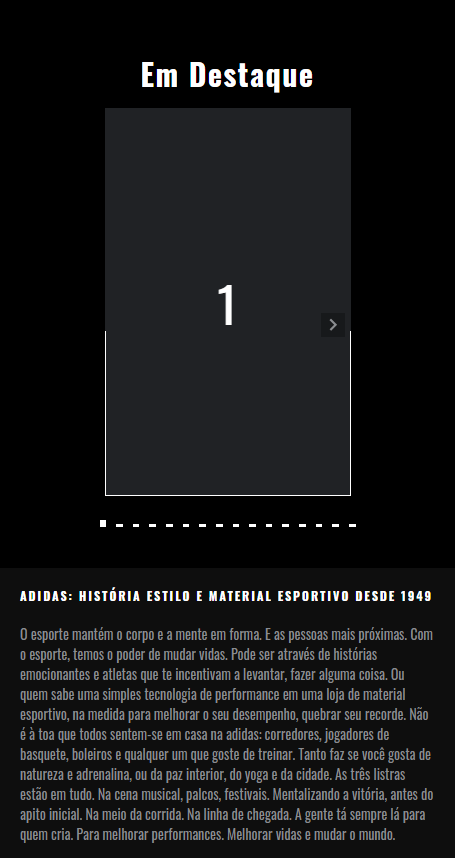 Em Destaque
1
ADIDAS: HISTÓRIA ESTILO E MATERIAL ESPORTIVO DESDE 1949
O esporte mantém o corpo e a mente em forma. E as pessoas mais próximas. Com
o esporte, temos o poder de mudar vidas. Pode ser através de histórias
emocionantes e atletas que te incentivam a levantar, fazer alguma coisa. Ou
quem sabe uma simples tecnologia de performance em uma loja de material
esportivo, na medida para melhorar o seu desempenho, quebrar seu recorde. Não
é à toa que todos sentem-se em casa na adidas: corredores, jogadores de
basquete, boleiros e qualquer um que goste de treinar. Tanto faz se você gosta de
natureza e adrenalina, ou da paz interior, do yoga e da cidade. As três listras
estão em tudo. Na cena musical, palcos, festivais. Mentalizando a vitória, antes do
apito inicial. Na meio da corrida. Na linha de chegada. A gente tá sempre lá para
quem cria. Para melhorar performances. Melhorar vidas e mudar o mundo.